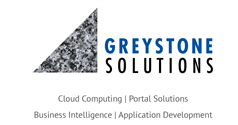 GREYSTONE
SOLUTIONS
Cloud Computing | Portal Solutions
Business Intelligence | Application Development